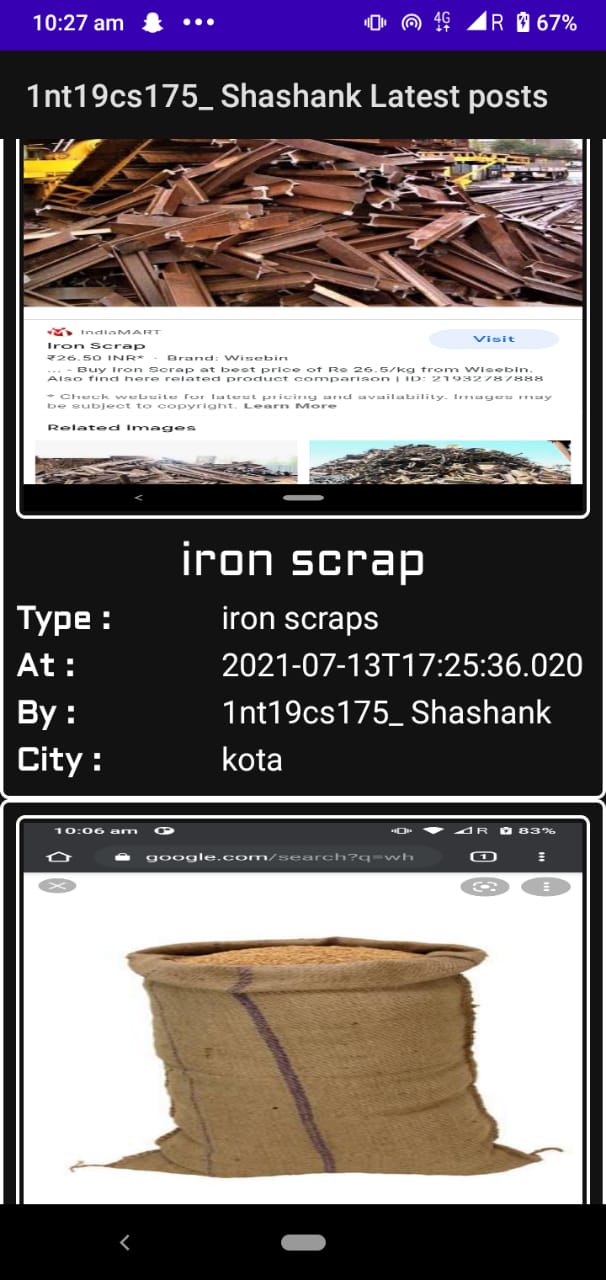 10:27 am
4G R 67%
1nt19cs175_ Shashank Latest posts
IndiaMART
Visit
Iron Scrap
₹26.50 INR* · Brand: Wisebin
... - Buy Iron Scrap at best price of Rs 26.5/kg from Wisebin.
Also find here related product comparison | ID: 21932787888
* Check website for latest pricing and availability. Images may
be subject to copyright. Learn More
Related Images
iron scrap
Type : iron scraps
At : 2021-07-13T17:25:36.020
By : 1nt19cs175_ Shashank
City : kota
10:06 am R 83%
google.com/search?q=wh 1